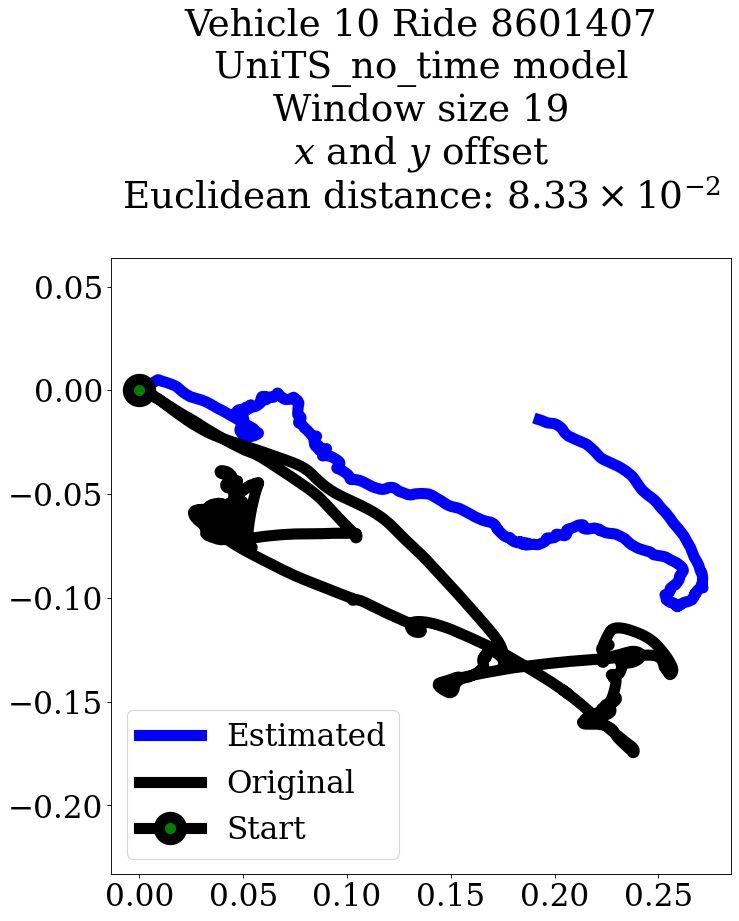 Vehicle 10 Ride 8601407
UniTS_no_time model
Window size 19
x and y offset
Euclidean distance: 8.33 × 10⁻²
0.05
0.00
−0.05
−0.10
−0.15
−0.20
Estimated
Original
Start
0.00 0.05 0.10 0.15 0.20 0.25